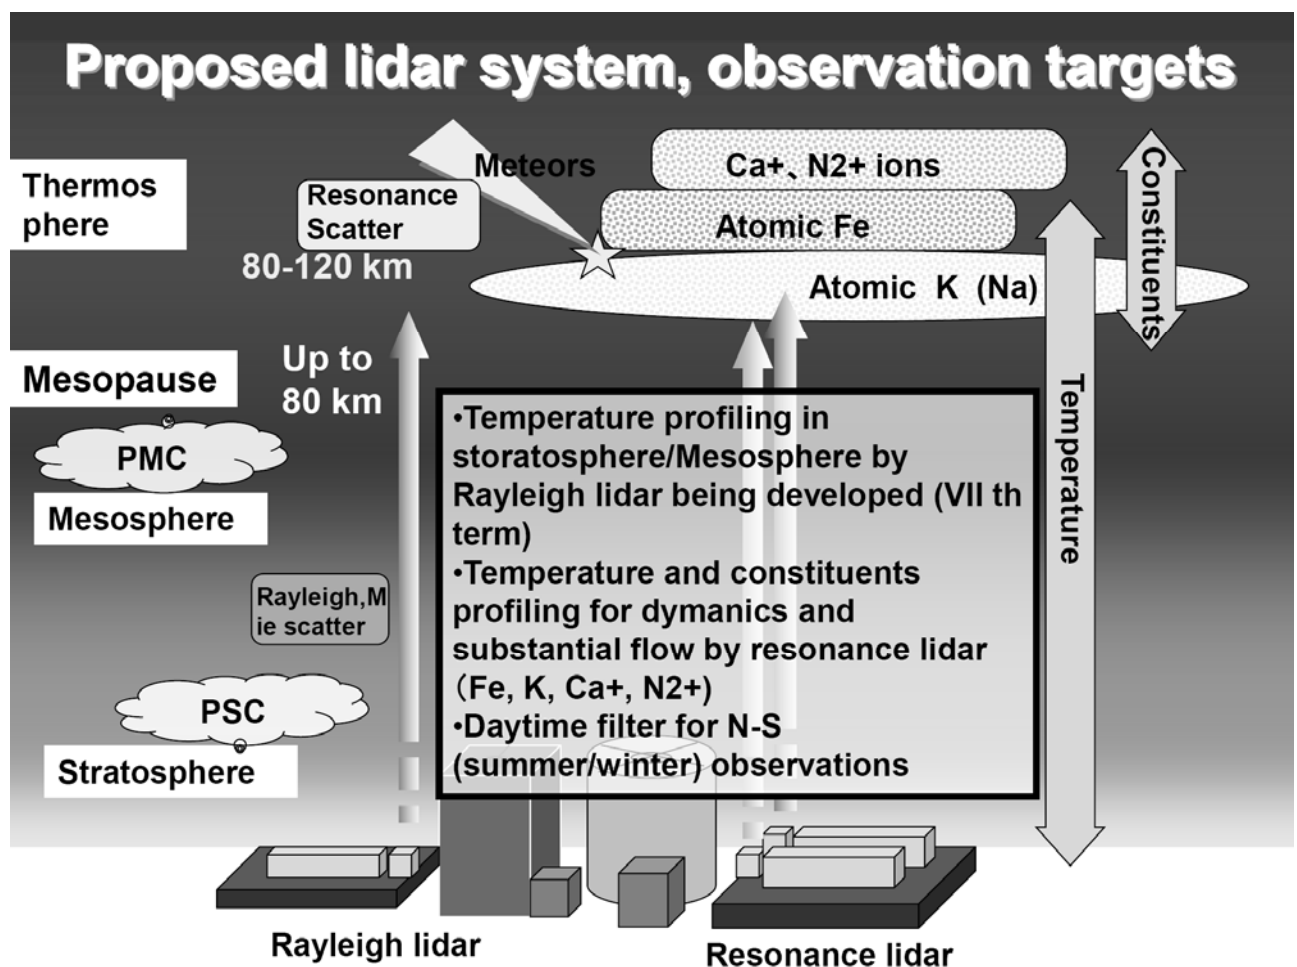 Proposed lidar system, observation targets
Thermos
phere
Resonance
Scatter
80-120 km
Meteors
Ca+、N2+ ions
Atomic Fe
Atomic K (Na)
Constituents
Temperature
Up to
80 km
Mesopause
PMC
Mesosphere
Rayleigh,M
ie scatter
PSC
Stratosphere
•Temperature profiling in
storatosphere/Mesosphere by
Rayleigh lidar being developed (VII th
term)
•Temperature and constituents
profiling for dymanics and
substantial flow by resonance lidar
（Fe, K, Ca+, N2+)
•Daytime filter for N-S
(summer/winter) observations
Rayleigh lidar
Resonance lidar